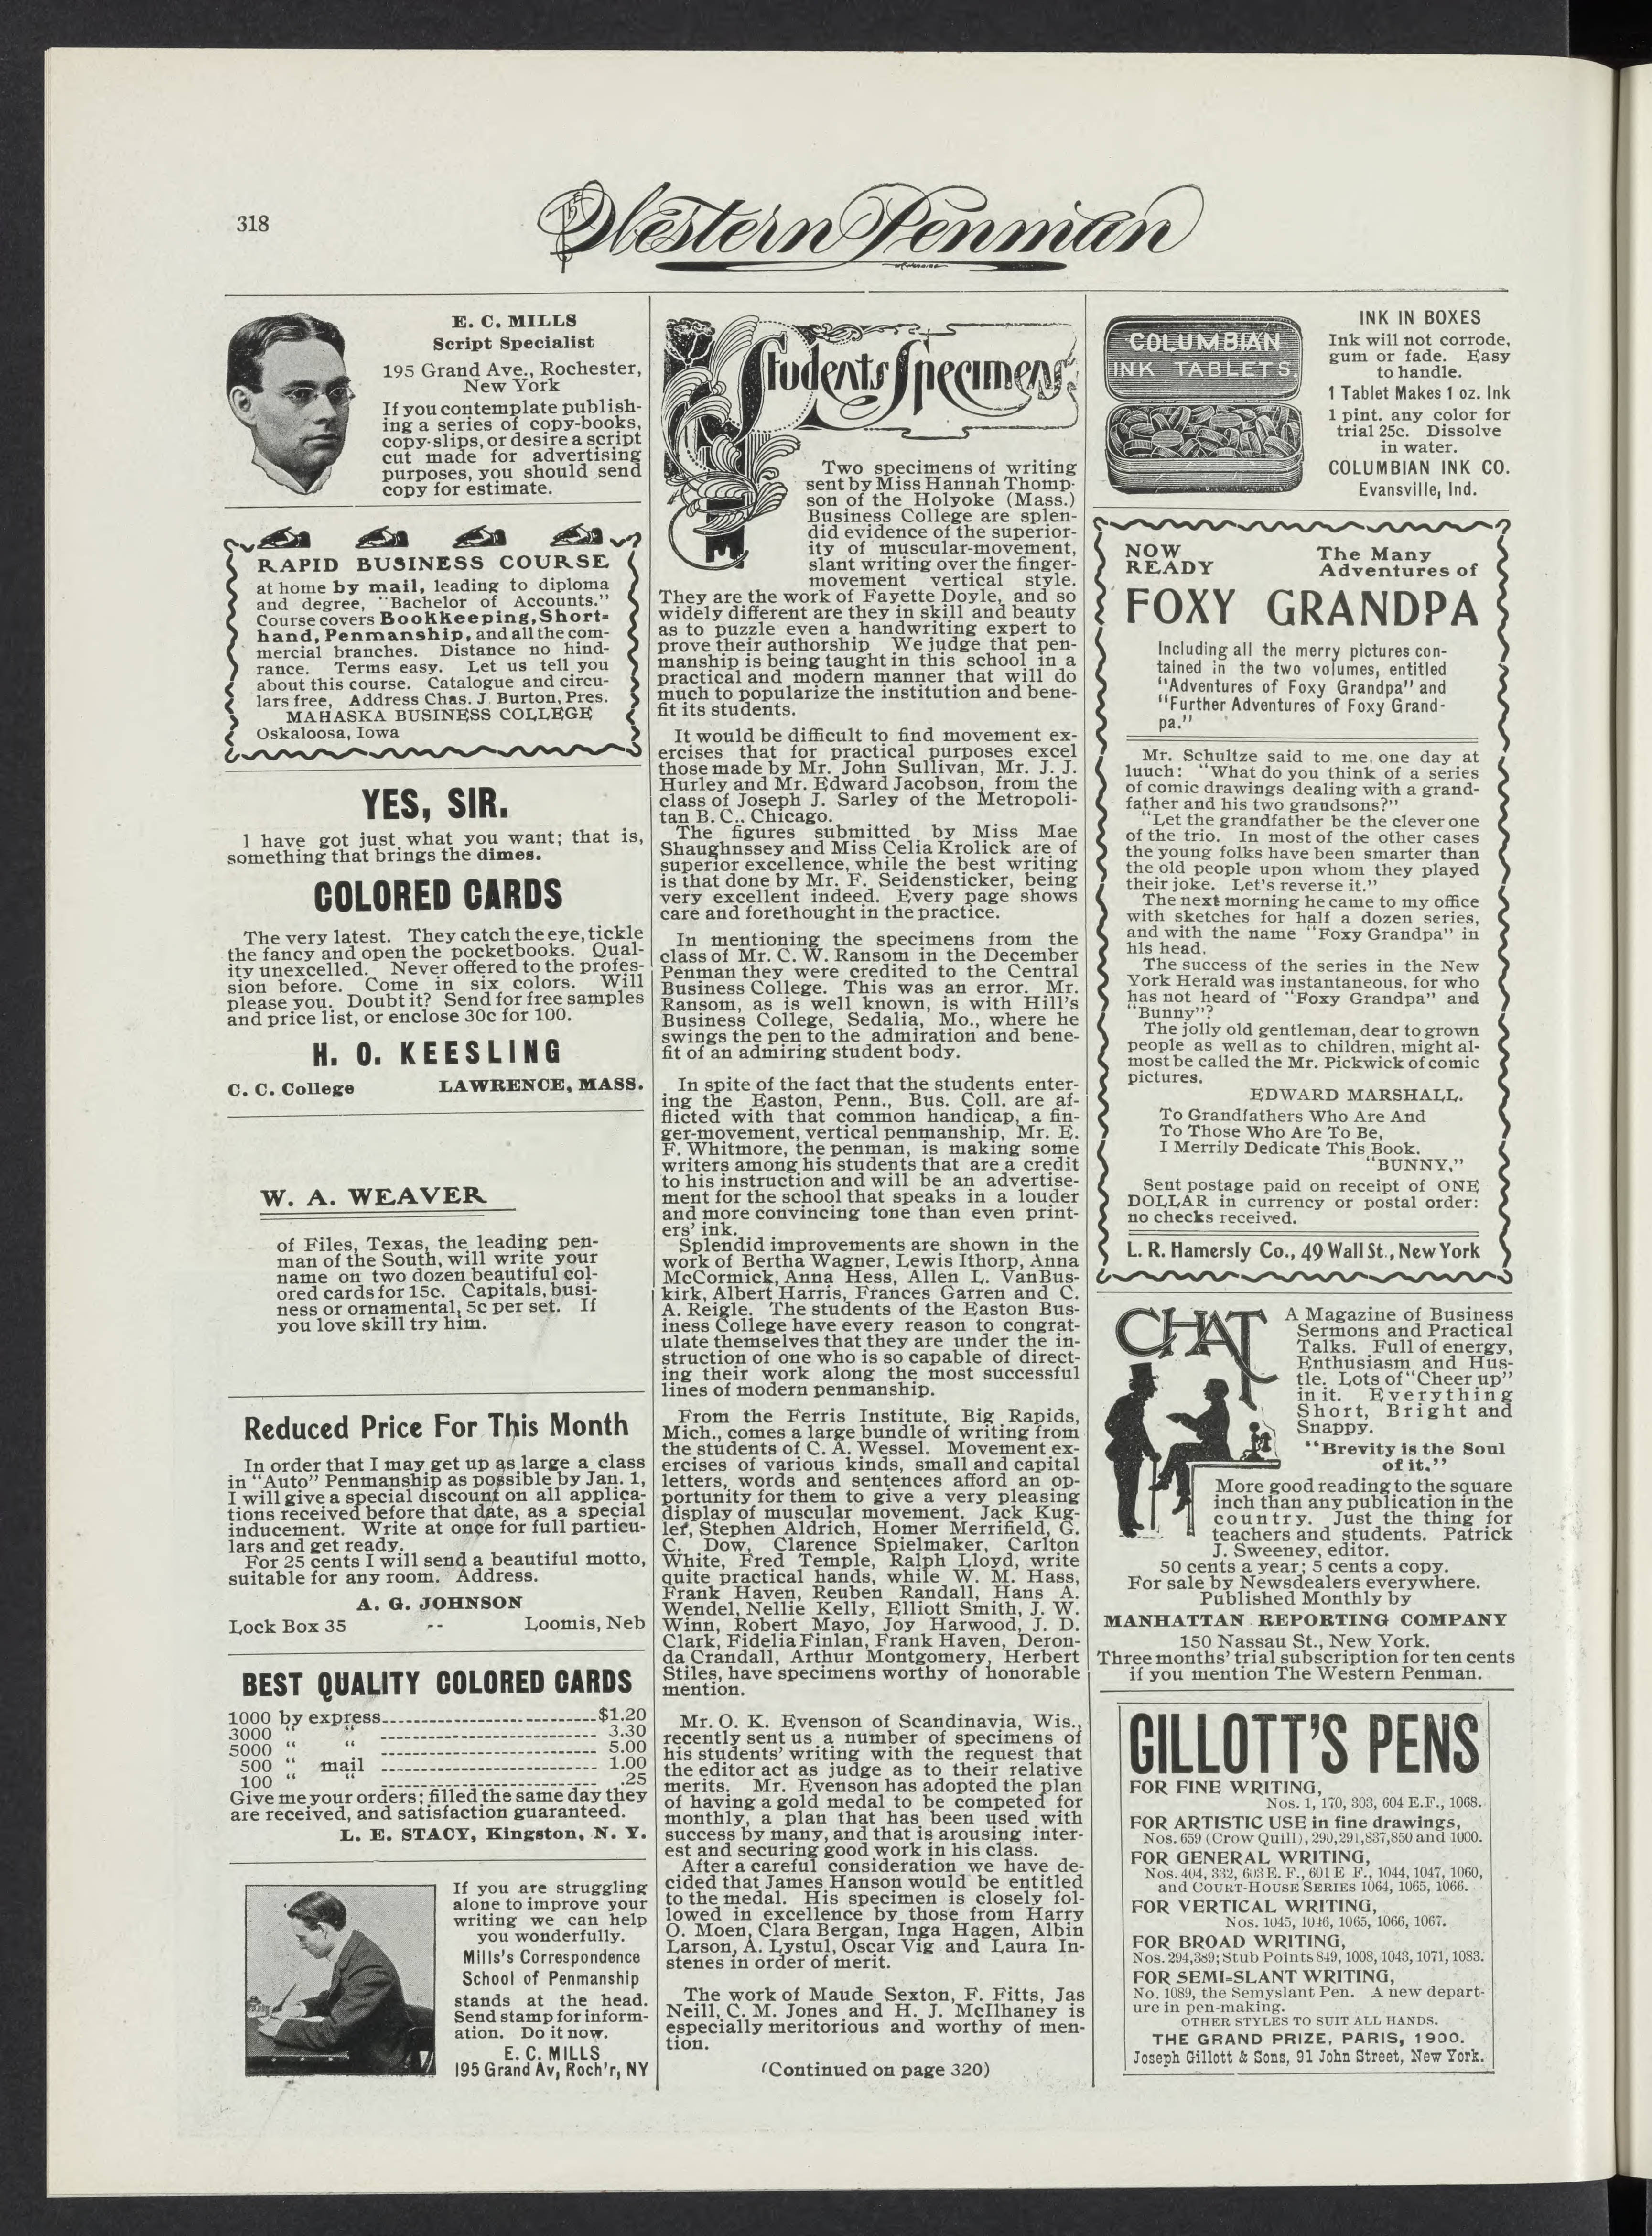 318
The Western Penman
E. C. MILLS
Script Specialist
195 Grand Ave., Rochester,
New York
If you contemplate publish-
ing a series of copy-books,
copy-slips, or desire a script
cut made for advertising
purposes, you should send
copy for estimate.
RAPID BUSINESS COURSE
at home by mail, leading to diploma
and degree, "Bachelor of Accounts."
Course covers Bookkeeping, Short-
hand, Penmanship, and all the com-
mercial branches. Distance no hind-
rance. Terms easy. Let us tell you
about this course. Catalogue and circu-
lars free, Address Chas. J. Burton, Pres.
MAHASKA BUSINESS COLLEGE
Oskaloosa, Iowa
YES, SIR.
I have got just what you want; that is,
something that brings the dimes.
COLORED CARDS
The very latest. They catch the eye, tickle
the fancy and open the pocketbooks. Qual-
ity unexcelled. Never offered to the profes-
sion before. Come in six colors. Will
please you. Doubt it? Send for free samples
and price list, or enclose 30c for 100.
H. O. KEESLING
C. C. College LAWRENCE, MASS.
W. A. WEAVER
of Files, Texas, the leading pen-
man of the South, will write your
name on two dozen beautiful col-
ored cards for 15c. Capitals, busi-
ness or ornamental, 5c per set. If
you love skill try him.
Reduced Price For This Month
In order that I may get up as large a class
in "Auto" Penmanship as possible by Jan. 1,
I will give a special discount on all applica-
tions received before that date, as a special
inducement. Write at once for full particu-
lars and get ready.
For 25 cents I will send a beautiful motto,
suitable for any room. Address.
A. G. JOHNSON
Lock Box 35 -- Loomis, Neb
BEST QUALITY COLORED CARDS
1000 by express $1.20
3000 " " 3.30
5000 " " 5.00
500 " mail 1.00
100 " " .25
Give me your orders; filled the same day they
are received, and satisfaction guaranteed.
L. E. STACY, Kingston, N. Y.
If you are struggling
alone to improve your
writing we can help
you wonderfully.
Mills's Correspondence
School of Penmanship
stands at the head.
Send stamp for inform-
ation. Do it now.
E. C. MILLS
195 Grand Av, Roch'r, NY
Students' Specimens
Two specimens of writing
sent by Miss Hannah Thomp-
son of the Holyoke (Mass.)
Business College are splen-
did evidence of the superior-
ity of muscular-movement,
slant writing over the finger-
movement vertical style.
They are the work of Fayette Doyle, and so
widely different are they in skill and beauty
as to puzzle even a handwriting expert to
prove their authorship We judge that pen-
manship is being taught in this school in a
practical and modern manner that will do
much to popularize the institution and bene-
fit its students.
It would be difficult to find movement ex-
ercises that for practical purposes excel
those made by Mr. John Sullivan, Mr. J. J.
Hurley and Mr. Edward Jacobson, from the
class of Joseph J. Sarley of the Metropoli-
tan B. C., Chicago.
The figures submitted by Miss Mae
Shaughnssey and Miss Celia Krolick are of
superior excellence, while the best writing
is that done by Mr. F. Seidensticker, being
very excellent indeed. Every page shows
care and forethought in the practice.
In mentioning the specimens from the
class of Mr. C. W. Ransom in the December
Penman they were credited to the Central
Business College. This was an error. Mr.
Ransom, as is well known, is with Hill's
Business College, Sedalia, Mo., where he
swings the pen to the admiration and bene-
fit of an admiring student body.
In spite of the fact that the students enter-
ing the Easton, Penn., Bus. Coll. are af-
flicted with that common handicap, a fin-
ger-movement, vertical penmanship, Mr. E.
F. Whitmore, the penman, is making some
writers among his students that are a credit
to his instruction and will be an advertise-
ment for the school that speaks in a louder
and more convincing tone than even print-
ers' ink.
Splendid improvements are shown in the
work of Bertha Wagner, Lewis Ithorp, Anna
McCormick, Anna Hess, Allen L. VanBus-
kirk, Albert Harris, Frances Garren and C.
A. Reigle. The students of the Easton Bus-
iness College have every reason to congrat-
ulate themselves that they are under the in-
struction of one who is so capable of direct-
ing their work along the most successful
lines of modern penmanship.
From the Ferris Institute, Big Rapids,
Mich., comes a large bundle of writing from
the students of C. A. Wessel. Movement ex-
ercises of various kinds, small and capital
letters, words and sentences afford an op-
portunity for them to give a very pleasing
display of muscular movement. Jack Kug-
ler, Stephen Aldrich, Homer Merrifield, G.
C. Dow, Clarence Spielmaker, Carlton
White, Fred Temple, Ralph Lloyd, write
quite practical hands, while W. M. Hass,
Frank Haven, Reuben Randall, Hans A.
Wendel, Nellie Kelly, Elliott Smith, J. W.
Winn, Robert Mayo, Joy Harwood, J. D.
Clark, Fidelia Finlan, Frank Haven, Deron-
da Crandall, Arthur Montgomery, Herbert
Stiles, have specimens worthy of honorable
mention.
Mr. O. K. Evenson of Scandinavia, Wis.,
recently sent us a number of specimens of
his students' writing with the request that
the editor act as judge as to their relative
merits. Mr. Evenson has adopted the plan
of having a gold medal to be competed for
monthly, a plan that has been used with
success by many, and that is arousing inter-
est and securing good work in his class.
After a careful consideration we have de-
cided that James Hanson would be entitled
to the medal. His specimen is closely fol-
lowed in excellence by those from Harry
O. Moen, Clara Bergan, Inga Hagen, Albin
Larson, A. Lystul, Oscar Vig and Laura In-
stenes in order of merit.
The work of Maude Sexton, F. Fitts, Jas
Neill, C. M. Jones and H. J. McIlhaney is
especially meritorious and worthy of men-
tion.
(Continued on page 320)
COLUMBIAN
INK TABLETS.
INK IN BOXES
Ink will not corrode,
gum or fade. Easy
to handle.
1 Tablet Makes 1 oz. Ink
1 pint. any color for
trial 25c. Dissolve
in water.
COLUMBIAN INK CO.
Evansville, Ind.
NOW The Many
READY Adventures of
FOXY GRANDPA
Including all the merry pictures con-
tained in the two volumes, entitled
"Adventures of Foxy Grandpa" and
"Further Adventures of Foxy Grand-
pa."
Mr. Schultze said to me, one day at
luuch: "What do you think of a series
of comic drawings dealing with a grand-
father and his two grandsons?"
"Let the grandfather be the clever one
of the trio. In most of the other cases
the young folks have been smarter than
the old people upon whom they played
their joke. Let's reverse it."
The next morning he came to my office
with sketches for half a dozen series,
and with the name "Foxy Grandpa" in
his head.
The success of the series in the New
York Herald was instantaneous, for who
has not heard of "Foxy Grandpa" and
"Bunny"?
The jolly old gentleman, dear to grown
people as well as to children, might al-
most be called the Mr. Pickwick of comic
pictures.
EDWARD MARSHALL.
To Grandfathers Who Are And
To Those Who Are To Be,
I Merrily Dedicate This Book.
"BUNNY."
Sent postage paid on receipt of ONE
DOLLAR in currency or postal order:
no checks received.
L. R. Hamersly Co., 49 Wall St., New York
CHAT
A Magazine of Business
Sermons and Practical
Talks. Full of energy,
Enthusiasm and Hus-
tle. Lots of "Cheer up"
in it. Everything
Short, Bright and
Snappy.
"Brevity is the Soul
of it."
More good reading to the square
inch than any publication in the
country. Just the thing for
teachers and students. Patrick
J. Sweeney, editor.
50 cents a year; 5 cents a copy.
For sale by Newsdealers everywhere.
Published Monthly by
MANHATTAN REPORTING COMPANY
150 Nassau St., New York.
Three months' trial subscription for ten cents
if you mention The Western Penman.
GILLOTT'S PENS
FOR FINE WRITING,
Nos. 1, 170, 303, 604 E.F., 1068.
FOR ARTISTIC USE in fine drawings,
Nos. 659 (Crow Quill), 290, 291, 837, 850 and 1000.
FOR GENERAL WRITING,
Nos. 404, 332, 603 E. F., 601 E F., 1044, 1047, 1060,
and COURT-HOUSE SERIES 1064, 1065, 1066.
FOR VERTICAL WRITING,
Nos. 1045, 1046, 1065, 1066, 1067.
FOR BROAD WRITING,
Nos. 294, 389; Stub Points 849, 1008, 1043, 1071, 1083.
FOR SEMI-SLANT WRITING,
No. 1089, the Semyslant Pen. A new depart-
ure in pen-making.
OTHER STYLES TO SUIT ALL HANDS.
THE GRAND PRIZE, PARIS, 1900.
Joseph Gillott & Sons, 91 John Street, New York.